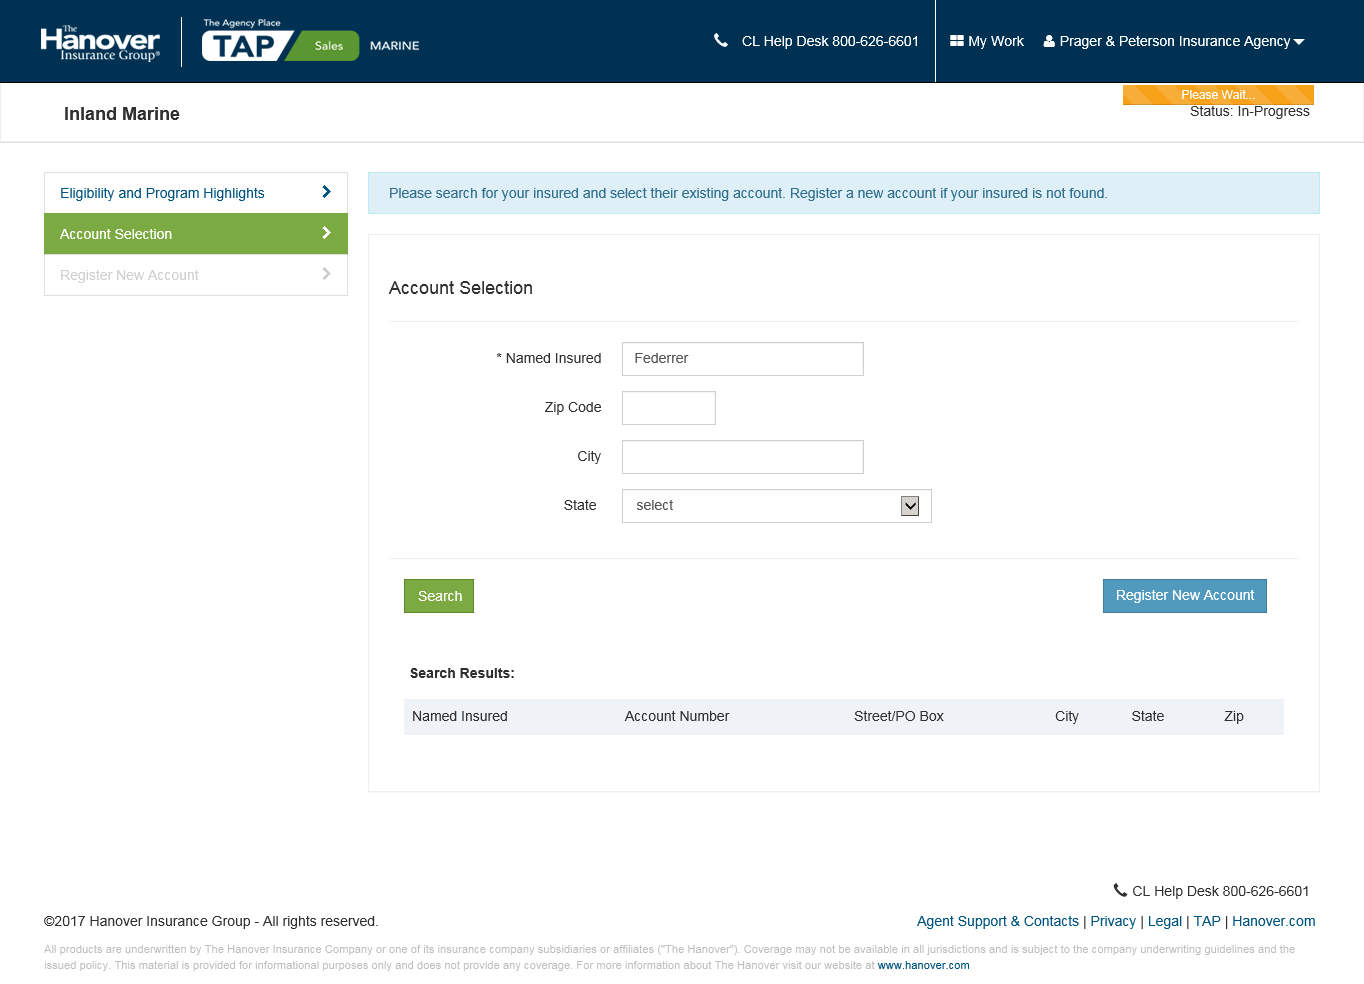 The Hanover Insurance Group®
The Agency Place
TAP Sales MARINE
CL Help Desk 800-626-6601
My Work
Prager & Peterson Insurance Agency
Please Wait...
Inland Marine
Status: In-Progress
Eligibility and Program Highlights
Please search for your insured and select their existing account. Register a new account if your insured is not found.
Account Selection
Register New Account
Account Selection
* Named Insured Federrer
Zip Code
City
State select
Search Register New Account
Search Results:
Named Insured Account Number Street/PO Box City State Zip
CL Help Desk 800-626-6601
©2017 Hanover Insurance Group - All rights reserved. Agent Support & Contacts | Privacy | Legal | TAP | Hanover.com
All products are underwritten by The Hanover Insurance Company or one of its insurance company subsidiaries or affiliates ("The Hanover"). Coverage may not be available in all jurisdictions and is subject to the company underwriting guidelines and the
issued policy. This material is provided for informational purposes only and does not provide any coverage. For more information about The Hanover visit our website at www.hanover.com